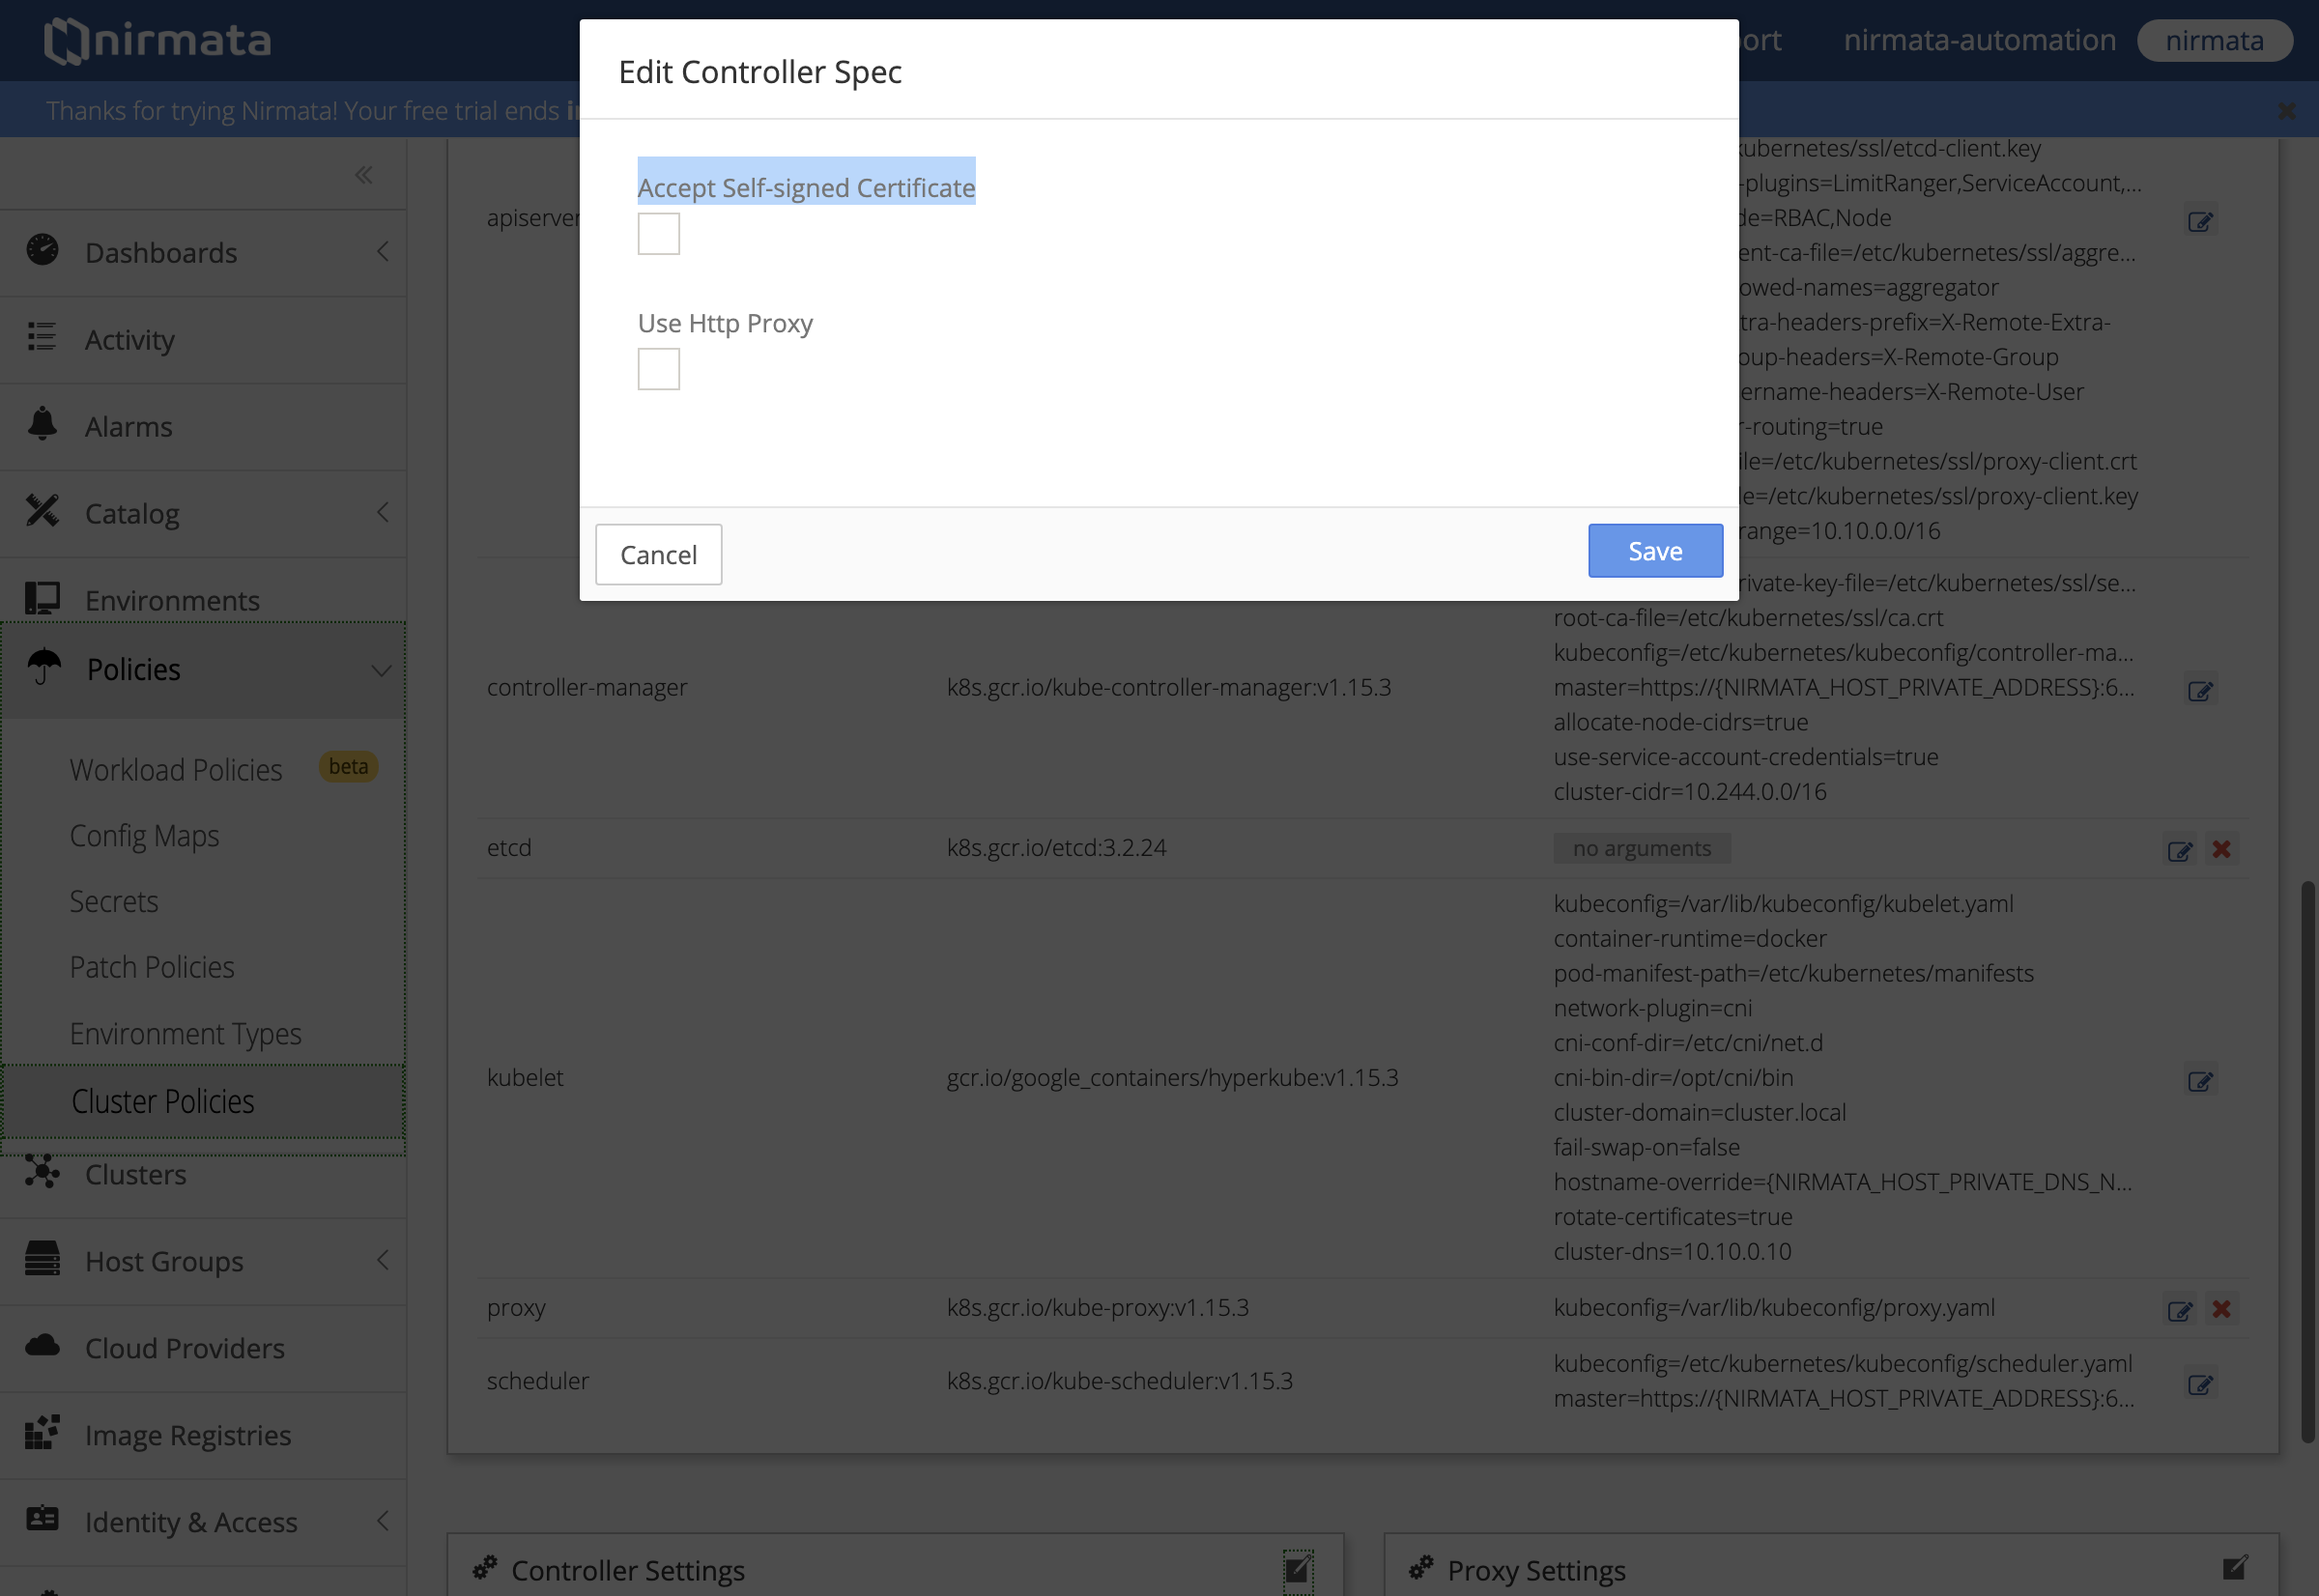 nirmata
port
nirmata-automation
nirmata
Thanks for trying Nirmata! Your free trial ends
Edit Controller Spec
Accept Self-signed Certificate
Use Http Proxy
Cancel
Save
Dashboards
Activity
Alarms
Catalog
Environments
Policies
Workload Policies
beta
Config Maps
Secrets
Patch Policies
Environment Types
Cluster Policies
Clusters
Host Groups
Cloud Providers
Image Registries
Identity & Access
apiserver
kubernetes/ssl/etcd-client.key
-plugins=LimitRanger,ServiceAccount,...
de=RBAC,Node
ent-ca-file=/etc/kubernetes/ssl/aggre...
owed-names=aggregator
tra-headers-prefix=X-Remote-Extra-
oup-headers=X-Remote-Group
ername-headers=X-Remote-User
r-routing=true
ile=/etc/kubernetes/ssl/proxy-client.crt
le=/etc/kubernetes/ssl/proxy-client.key
range=10.10.0.0/16
controller-manager
k8s.gcr.io/kube-controller-manager:v1.15.3
rivate-key-file=/etc/kubernetes/ssl/se...
root-ca-file=/etc/kubernetes/ssl/ca.crt
kubeconfig=/etc/kubernetes/kubeconfig/controller-ma...
master=https://{NIRMATA_HOST_PRIVATE_ADDRESS}:6...
allocate-node-cidrs=true
use-service-account-credentials=true
cluster-cidr=10.244.0.0/16
etcd
k8s.gcr.io/etcd:3.2.24
no arguments
kubelet
gcr.io/google_containers/hyperkube:v1.15.3
kubeconfig=/var/lib/kubeconfig/kubelet.yaml
container-runtime=docker
pod-manifest-path=/etc/kubernetes/manifests
network-plugin=cni
cni-conf-dir=/etc/cni/net.d
cni-bin-dir=/opt/cni/bin
cluster-domain=cluster.local
fail-swap-on=false
hostname-override={NIRMATA_HOST_PRIVATE_DNS_N...
rotate-certificates=true
cluster-dns=10.10.0.10
proxy
k8s.gcr.io/kube-proxy:v1.15.3
kubeconfig=/var/lib/kubeconfig/proxy.yaml
scheduler
k8s.gcr.io/kube-scheduler:v1.15.3
kubeconfig=/etc/kubernetes/kubeconfig/scheduler.yaml
master=https://{NIRMATA_HOST_PRIVATE_ADDRESS}:6...
Controller Settings
Proxy Settings